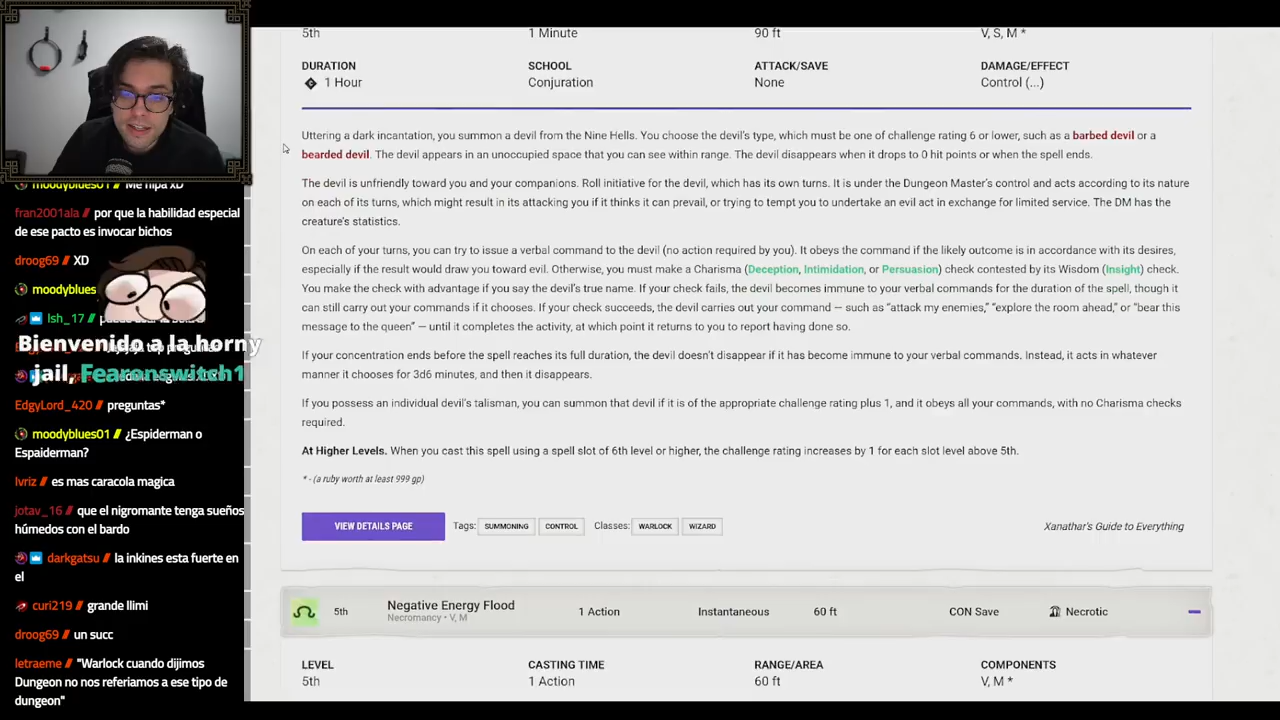 moodyblues01 // Me flipa xD
fran2001ala // por que la habilidad especial
de ese pacto es invocar bichos
droog69 // XD
moodyblues
lsh_17 //
Bienvenido a la horny
jail, Fearonswitch1
EdgyLord_420 // preguntas*
moodyblues01 // ¿Espiderman o
Espaiderman?
lvriz // es mas caracola magica
jotav_16 // que el nigromante tenga sueños
húmedos con el bardo
darkgatsu // la inkines esta fuerte en
el
curi219 // grande llimi
droog69 // un succ
letraeme // "Warlock cuando dijimos
Dungeon no nos referiamos a ese tipo de
dungeon"
5th 1 Minute 90 ft V, S, M *
DURATION SCHOOL ATTACK/SAVE DAMAGE/EFFECT
1 Hour Conjuration None Control (...)
Uttering a dark incantation, you summon a devil from the Nine Hells. You choose the devil's type, which must be one of challenge rating 6 or lower, such as a barbed devil or a
bearded devil. The devil appears in an unoccupied space that you can see within range. The devil disappears when it drops to 0 hit points or when the spell ends.
The devil is unfriendly toward you and your companions. Roll initiative for the devil, which has its own turns. It is under the Dungeon Master's control and acts according to its nature
on each of its turns, which might result in its attacking you if it thinks it can prevail, or trying to tempt you to undertake an evil act in exchange for limited service. The DM has the
creature's statistics.
On each of your turns, you can try to issue a verbal command to the devil (no action required by you). It obeys the command if the likely outcome is in accordance with its desires,
especially if the result would draw you toward evil. Otherwise, you must make a Charisma (Deception, Intimidation, or Persuasion) check contested by its Wisdom (Insight) check.
You make the check with advantage if you say the devil's true name. If your check fails, the devil becomes immune to your verbal commands for the duration of the spell, though it
can still carry out your commands if it chooses. If your check succeeds, the devil carries out your command — such as “attack my enemies,” “explore the room ahead,” or “bear this
message to the queen” — until it completes the activity, at which point it returns to you to report having done so.
If your concentration ends before the spell reaches its full duration, the devil doesn't disappear if it has become immune to your verbal commands. Instead, it acts in whatever
manner it chooses for 3d6 minutes, and then it disappears.
If you possess an individual devil's talisman, you can summon that devil if it is of the appropriate challenge rating plus 1, and it obeys all your commands, with no Charisma checks
required.
At Higher Levels. When you cast this spell using a spell slot of 6th level or higher, the challenge rating increases by 1 for each slot level above 5th.
* - (a ruby worth at least 999 gp)
VIEW DETAILS PAGE Tags: SUMMONING CONTROL Classes: WARLOCK WIZARD Xanathar's Guide to Everything
5th Negative Energy Flood 1 Action Instantaneous 60 ft CON Save Necrotic
Necromancy • V, M
LEVEL CASTING TIME RANGE/AREA COMPONENTS
5th 1 Action 60 ft V, M *